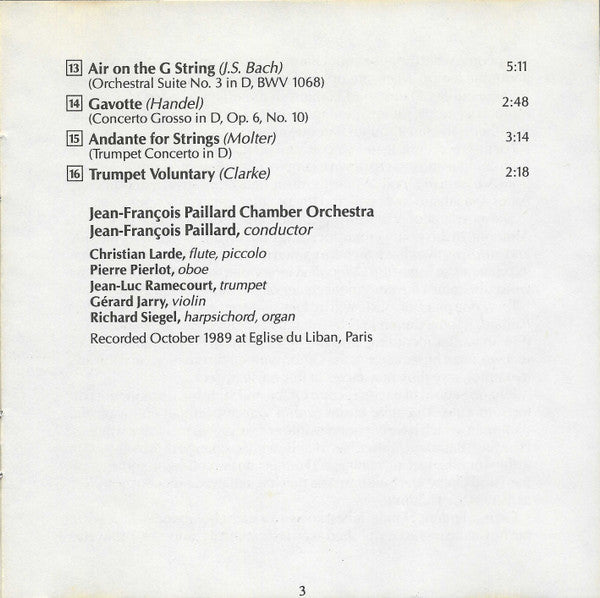 13 Air on the G String (J.S. Bach) 5:11
(Orchestral Suite No. 3 in D, BWV 1068)
14 Gavotte (Handel) 2:48
(Concerto Grosso in D, Op. 6, No. 10)
15 Andante for Strings (Molter) 3:14
(Trumpet Concerto in D)
16 Trumpet Voluntary (Clarke) 2:18
Jean-François Paillard Chamber Orchestra
Jean-François Paillard, conductor
Christian Larde, flute, piccolo
Pierre Pierlot, oboe
Jean-Luc Ramecourt, trumpet
Gérard Jarry, violin
Richard Siegel, harpsichord, organ
Recorded October 1989 at Eglise du Liban, Paris
3